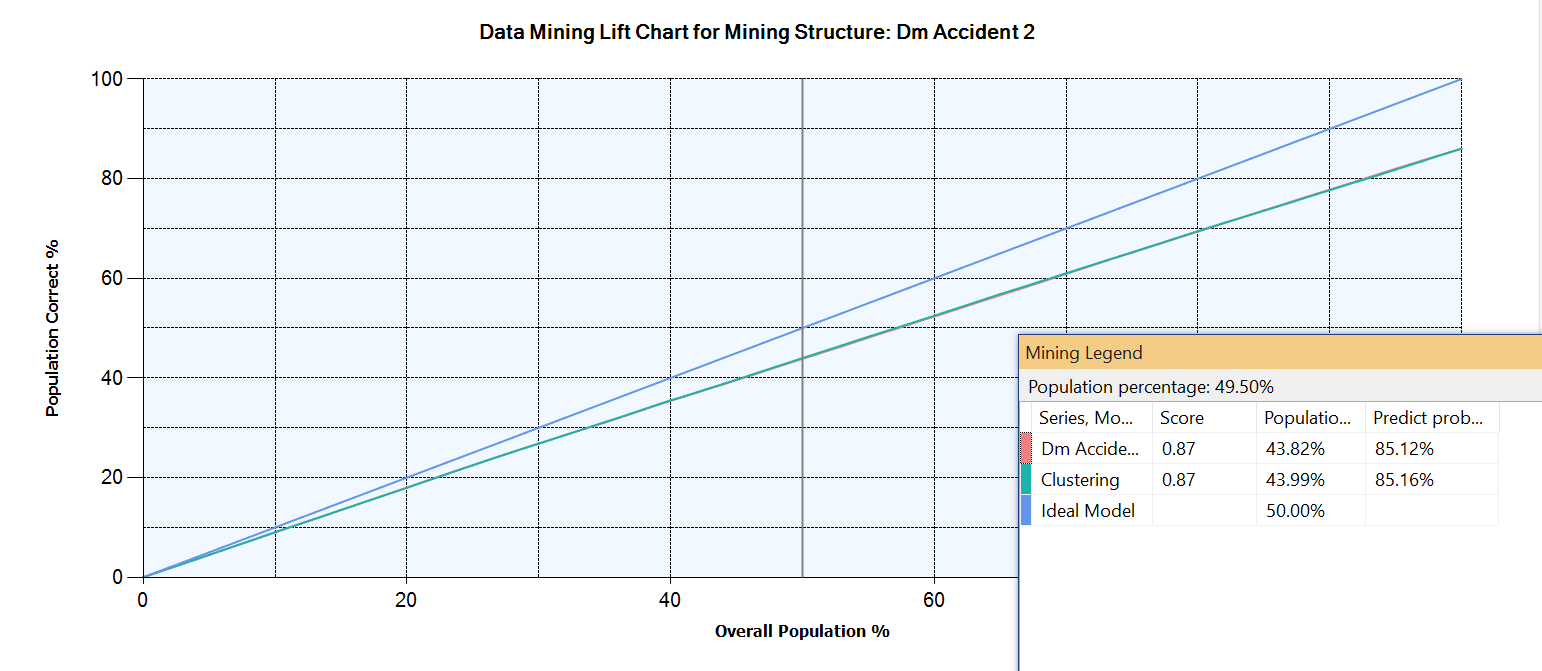 Data Mining Lift Chart for Mining Structure: Dm Accident 2
100
80
60
40
20
0
Population Correct %
0 20 40 60
Overall Population %
Mining Legend
Population percentage: 49.50%
Series, Mo... Score Populatio... Predict prob...
Dm Accide... 0.87 43.82% 85.12%
Clustering 0.87 43.99% 85.16%
Ideal Model 50.00%